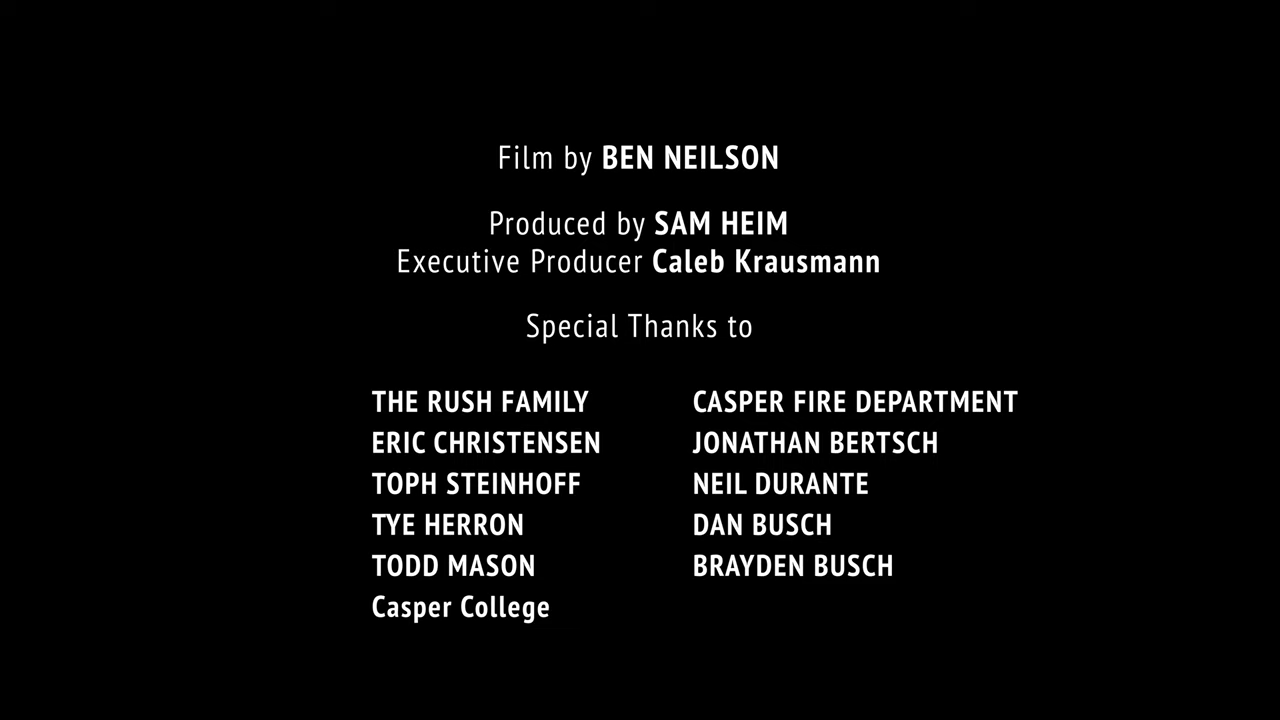 Film by BEN NEILSON
Produced by SAM HEIM
Executive Producer Caleb Krausmann
Special Thanks to
THE RUSH FAMILY
ERIC CHRISTENSEN
TOPH STEINHOFF
TYE HERRON
TODD MASON
Casper College
CASPER FIRE DEPARTMENT
JONATHAN BERTSCH
NEIL DURANTE
DAN BUSCH
BRAYDEN BUSCH